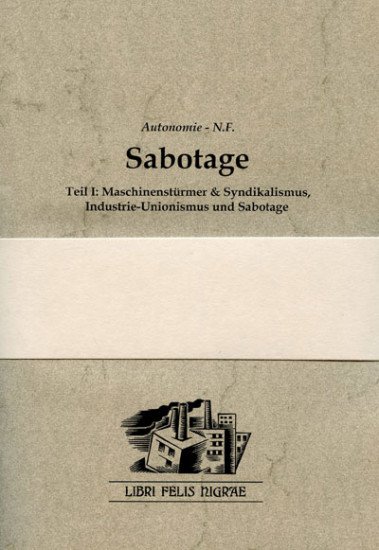 Autonomie - N.F.
Sabotage
Teil I: Maschinenstürmer & Syndikalismus,
Industrie-Unionismus und Sabotage
LIBRI FELIS NIGRAE